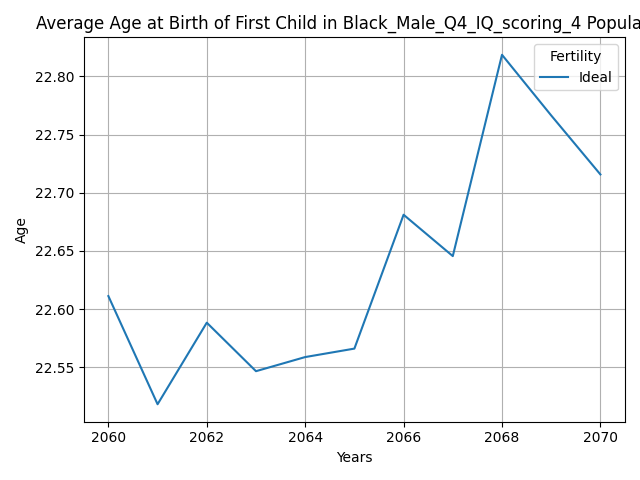 Average Age at Birth of First Child in Black_Male_Q4_IQ_scoring_4 Popula
Fertility
Ideal
22.80
22.75
22.70
22.65
22.60
22.55
Age
2060 2062 2064 2066 2068 2070
Years